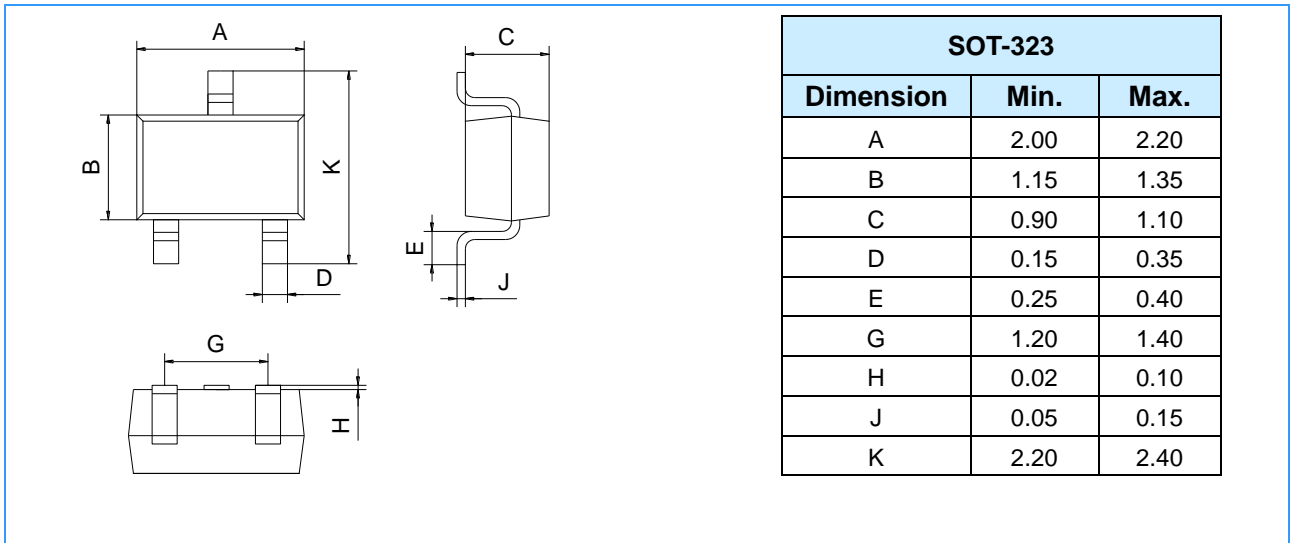 A
C
B
K
E
J
D
G
H
SOT-323
Dimension Min. Max.
A 2.00 2.20
B 1.15 1.35
C 0.90 1.10
D 0.15 0.35
E 0.25 0.40
G 1.20 1.40
H 0.02 0.10
J 0.05 0.15
K 2.20 2.40